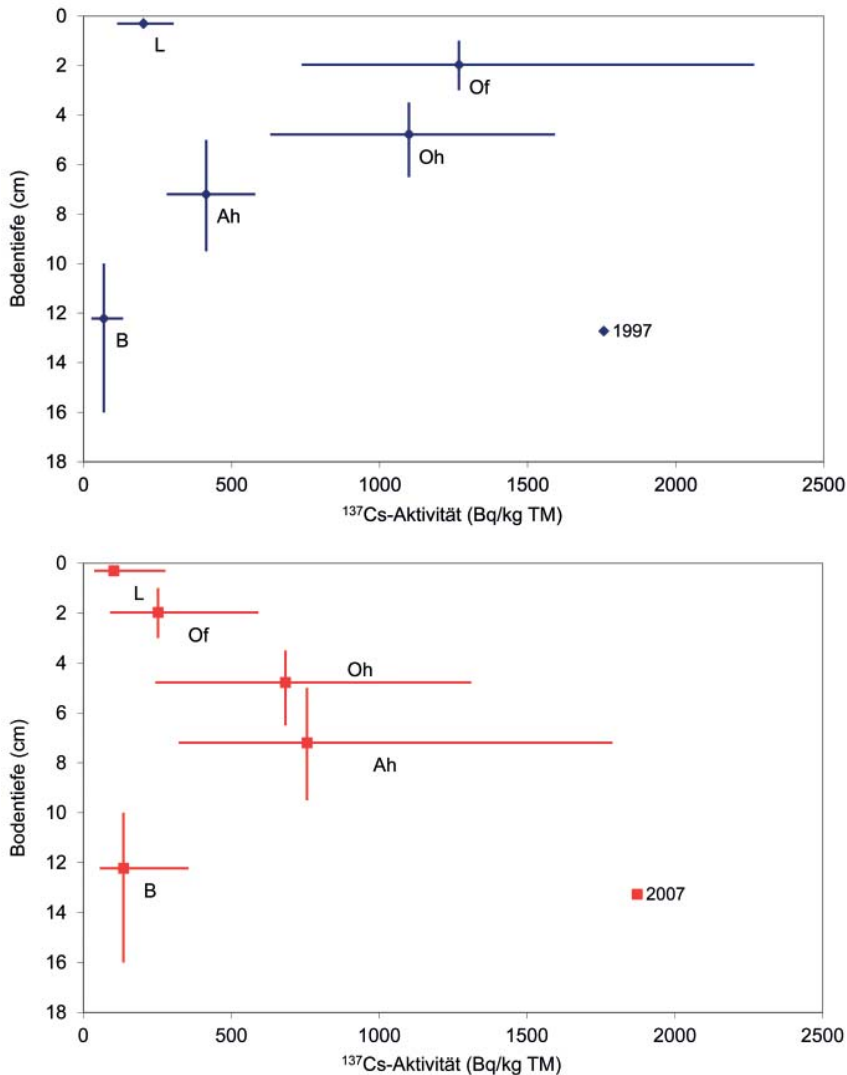 0
2
4
6
8
10
12
14
16
18
Bodentiefe (cm)
L
Of
Oh
Ah
B
1997
0 500 1000 1500 2000 2500
¹³⁷Cs-Aktivität (Bq/kg TM)
0
2
4
6
8
10
12
14
16
18
Bodentiefe (cm)
L
Of
Oh
Ah
B
2007
0 500 1000 1500 2000 2500
¹³⁷Cs-Aktivität (Bq/kg TM)